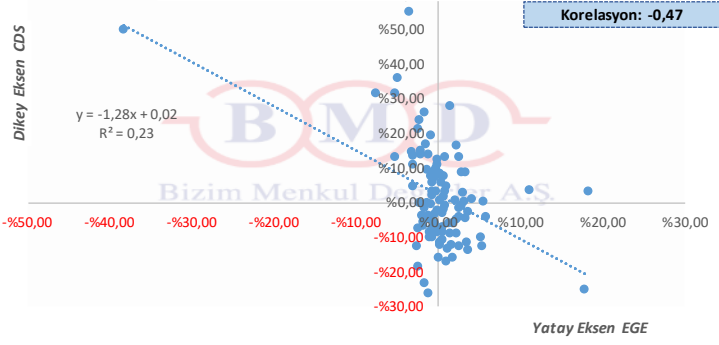 Korelasyon: -0,47
Dikey Eksen CDS
%50,00
%40,00
%30,00
%20,00
%10,00
%0,00
-%10,00
-%20,00
-%30,00
y = -1,28x + 0,02
R² = 0,23
BMD
Bizim Menkul Değerler A.Ş.
-%50,00
-%40,00
-%30,00
-%20,00
-%10,00
%0,00
%10,00
%20,00
%30,00
Yatay Eksen EGE